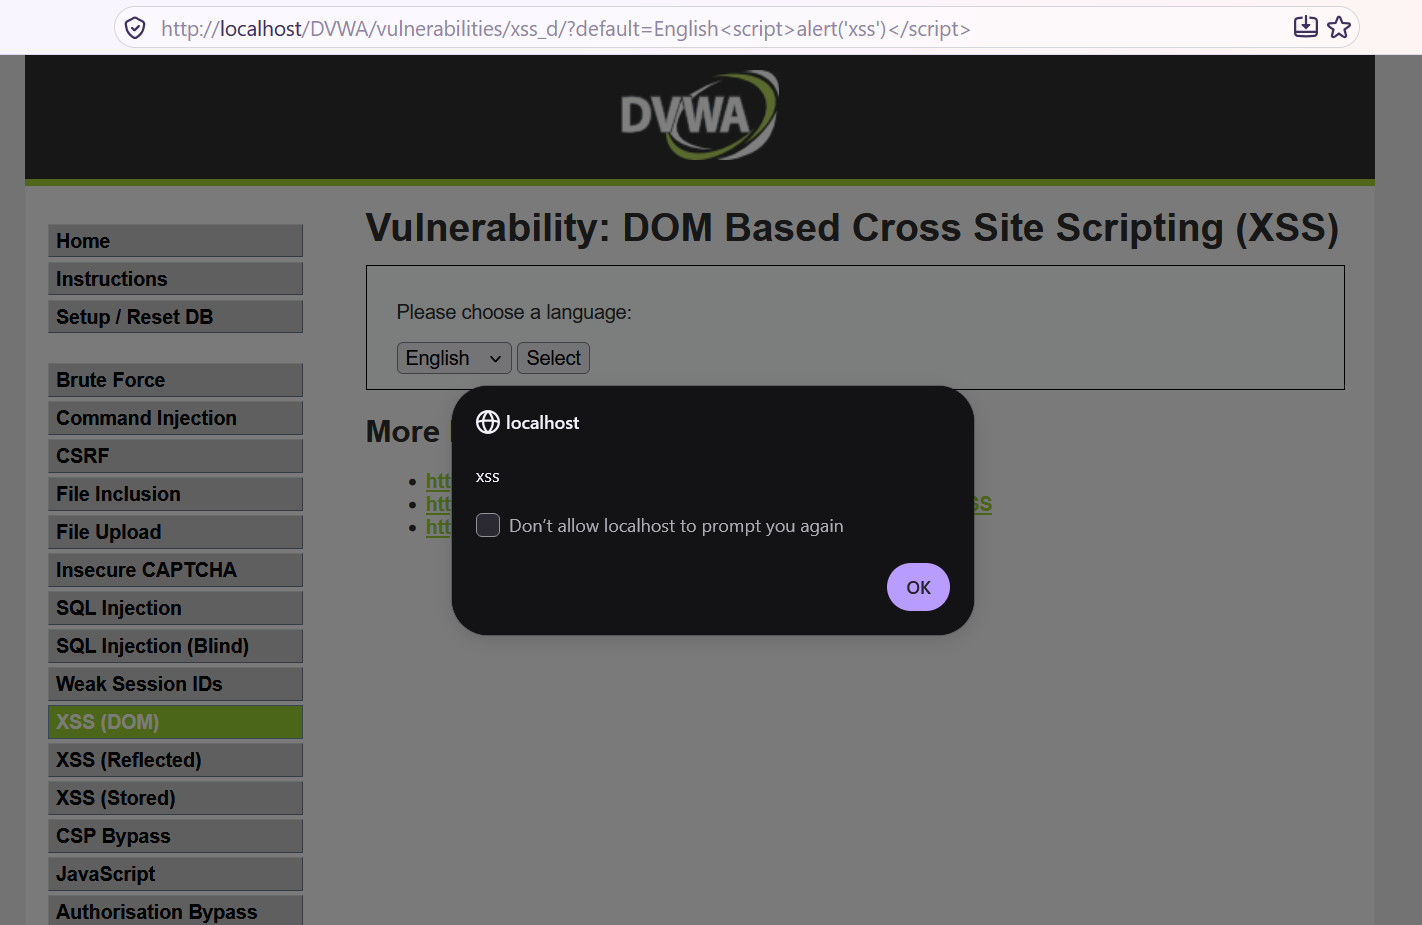 http://localhost/DVWA/vulnerabilities/xss_d/?default=English<script>alert('xss')</script>
DVWA
Home
Instructions
Setup / Reset DB
Brute Force
Command Injection
CSRF
File Inclusion
File Upload
Insecure CAPTCHA
SQL Injection
SQL Injection (Blind)
Weak Session IDs
XSS (DOM)
XSS (Reflected)
XSS (Stored)
CSP Bypass
JavaScript
Authorisation Bypass
Vulnerability: DOM Based Cross Site Scripting (XSS)
Please choose a language:
English Select
More
localhost
xss
Don't allow localhost to prompt you again
OK